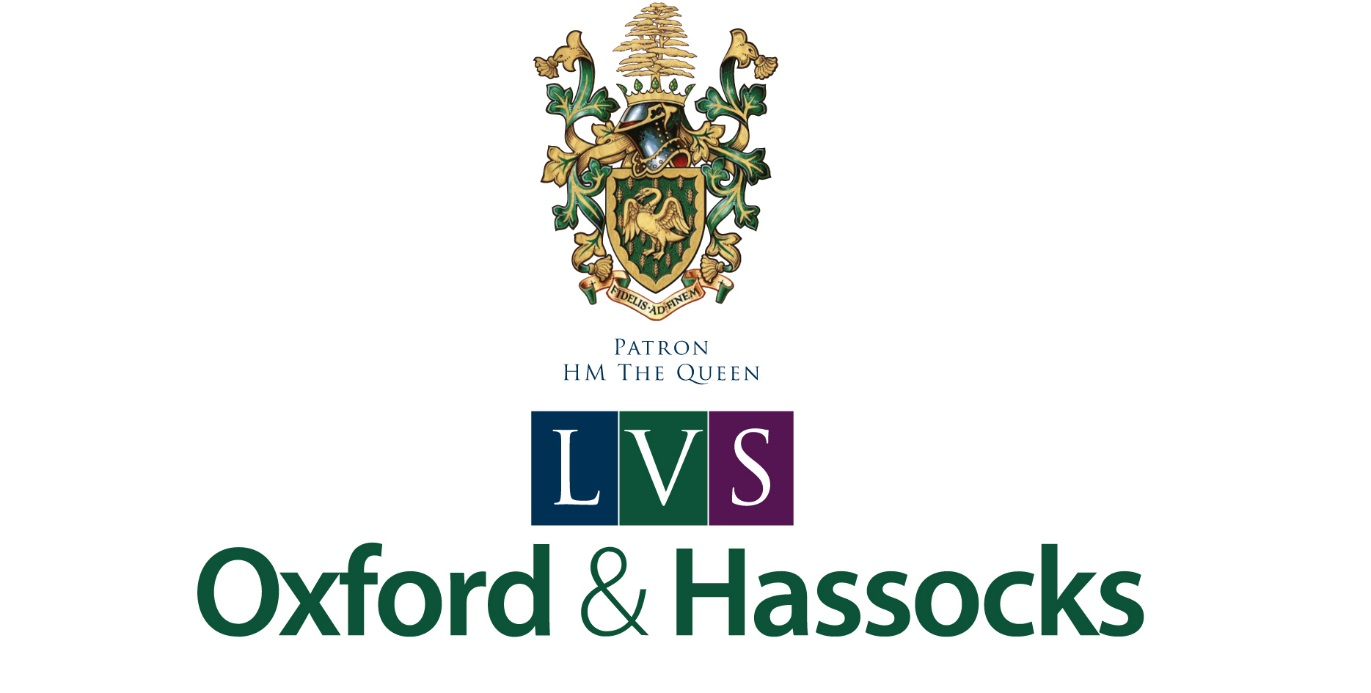 FIDELIS·AD·FINEM
PATRON
HM THE QUEEN
LVS
Oxford & Hassocks